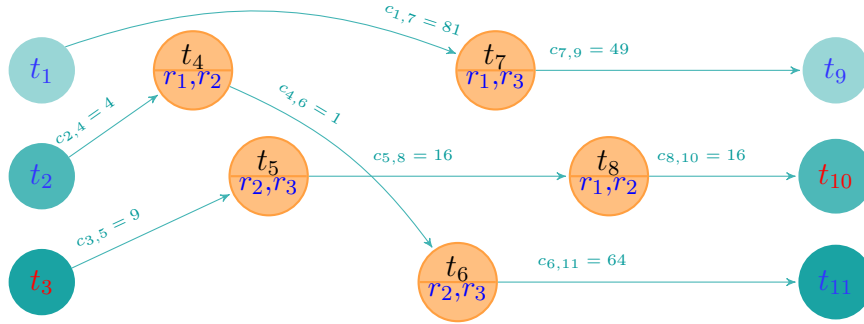 c₁,₇ = 81
t₁
t₄
r₁,r₂
t₇
r₁,r₃
c₇,₉ = 49
t₉
c₂,₄ = 4
c₄,₆ = 1
t₂
t₅
r₂,r₃
c₅,₈ = 16
t₈
r₁,r₂
c₈,₁₀ = 16
t₁₀
c₃,₅ = 9
t₃
t₆
r₂,r₃
c₆,₁₁ = 64
t₁₁